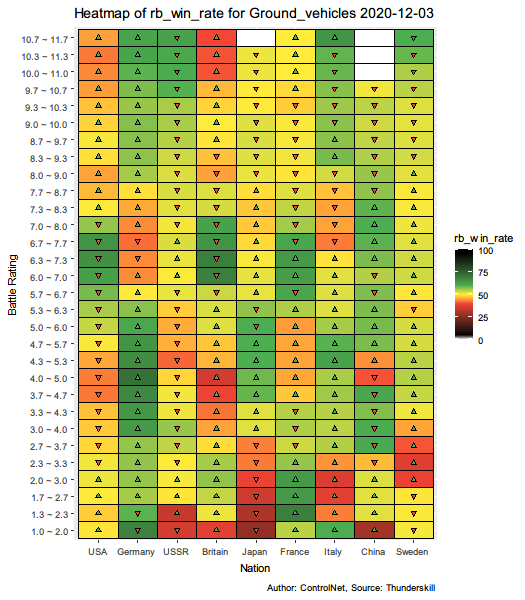 Heatmap of rb_win_rate for Ground_vehicles 2020-12-03
Battle Rating
10.7 ~ 11.7
10.3 ~ 11.3
10.0 ~ 11.0
9.7 ~ 10.7
9.3 ~ 10.3
9.0 ~ 10.0
8.7 ~ 9.7
8.3 ~ 9.3
8.0 ~ 9.0
7.7 ~ 8.7
7.3 ~ 8.3
7.0 ~ 8.0
6.7 ~ 7.7
6.3 ~ 7.3
6.0 ~ 7.0
5.7 ~ 6.7
5.3 ~ 6.3
5.0 ~ 6.0
4.7 ~ 5.7
4.3 ~ 5.3
4.0 ~ 5.0
3.7 ~ 4.7
3.3 ~ 4.3
3.0 ~ 4.0
2.7 ~ 3.7
2.3 ~ 3.3
2.0 ~ 3.0
1.7 ~ 2.7
1.3 ~ 2.3
1.0 ~ 2.0
USA Germany USSR Britain Japan France Italy China Sweden
Nation
rb_win_rate
100
75
50
25
0
Author: ControlNet, Source: Thunderskill